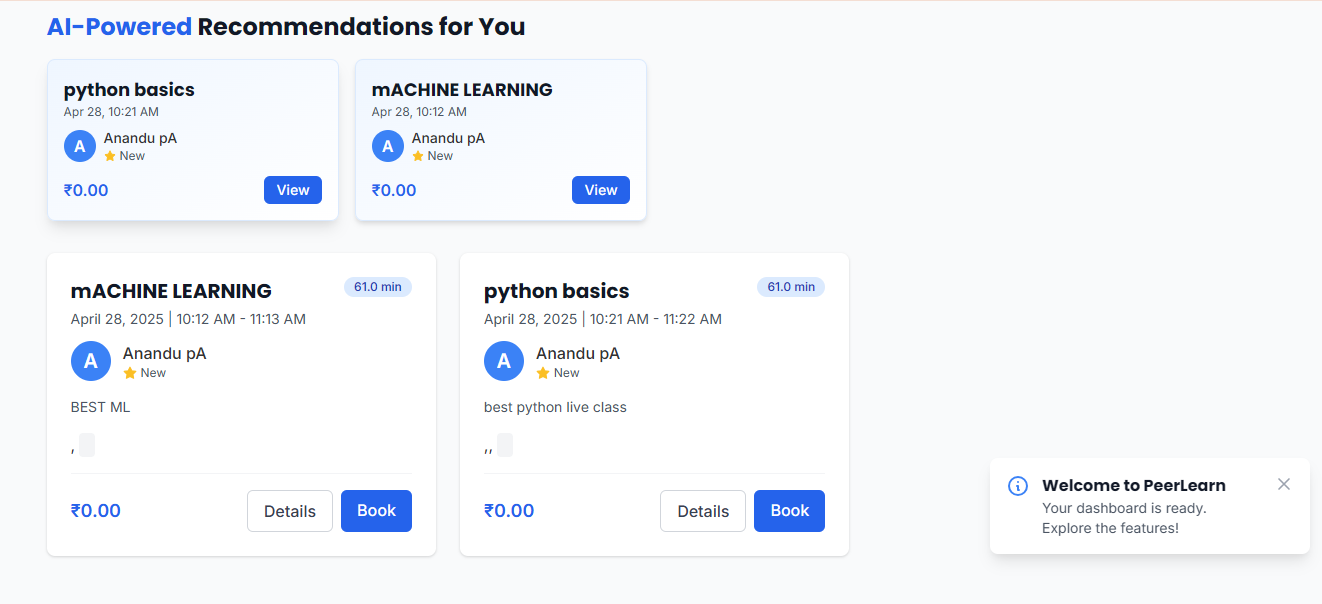 AI-Powered Recommendations for You
python basics
Apr 28, 10:21 AM
A
Anandu pA
New
₹0.00
View
mACHINE LEARNING
Apr 28, 10:12 AM
A
Anandu pA
New
₹0.00
View
mACHINE LEARNING
61.0 min
April 28, 2025 | 10:12 AM - 11:13 AM
A
Anandu pA
New
BEST ML
,
₹0.00
Details
Book
python basics
61.0 min
April 28, 2025 | 10:21 AM - 11:22 AM
A
Anandu pA
New
best python live class
,,
₹0.00
Details
Book
Welcome to PeerLearn
Your dashboard is ready.
Explore the features!